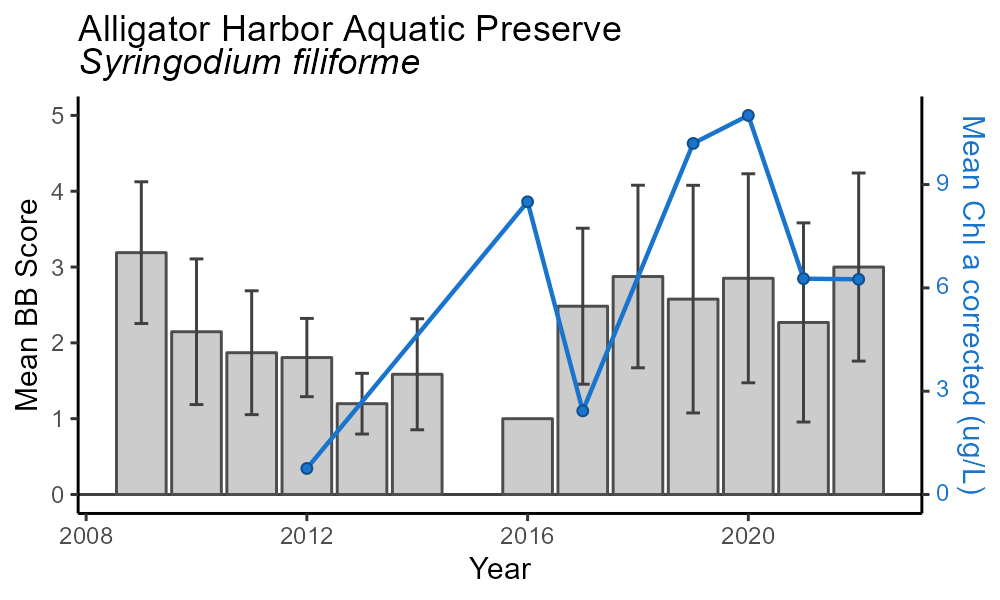 Alligator Harbor Aquatic Preserve
Syringodium filiforme
Mean BB Score
5
4
3
2
1
0
9
6
3
0
Mean Chl a corrected (ug/L)
2008
2012
2016
2020
Year